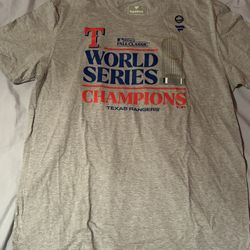 T
FALL CLASSIC
WORLD
SERIES
CHAMPIONS
TEXAS RANGERS